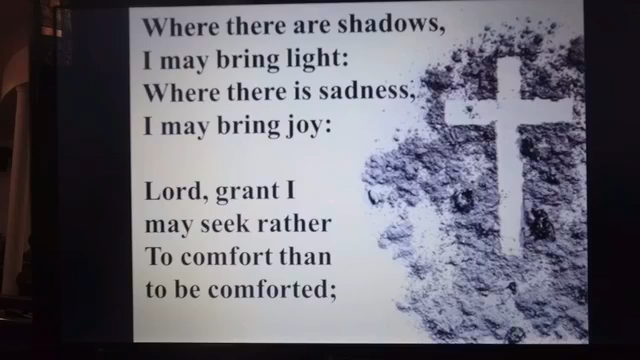 Where there are shadows,
I may bring light:
Where there is sadness,
I may bring joy:
Lord, grant I
may seek rather
To comfort than
to be comforted;